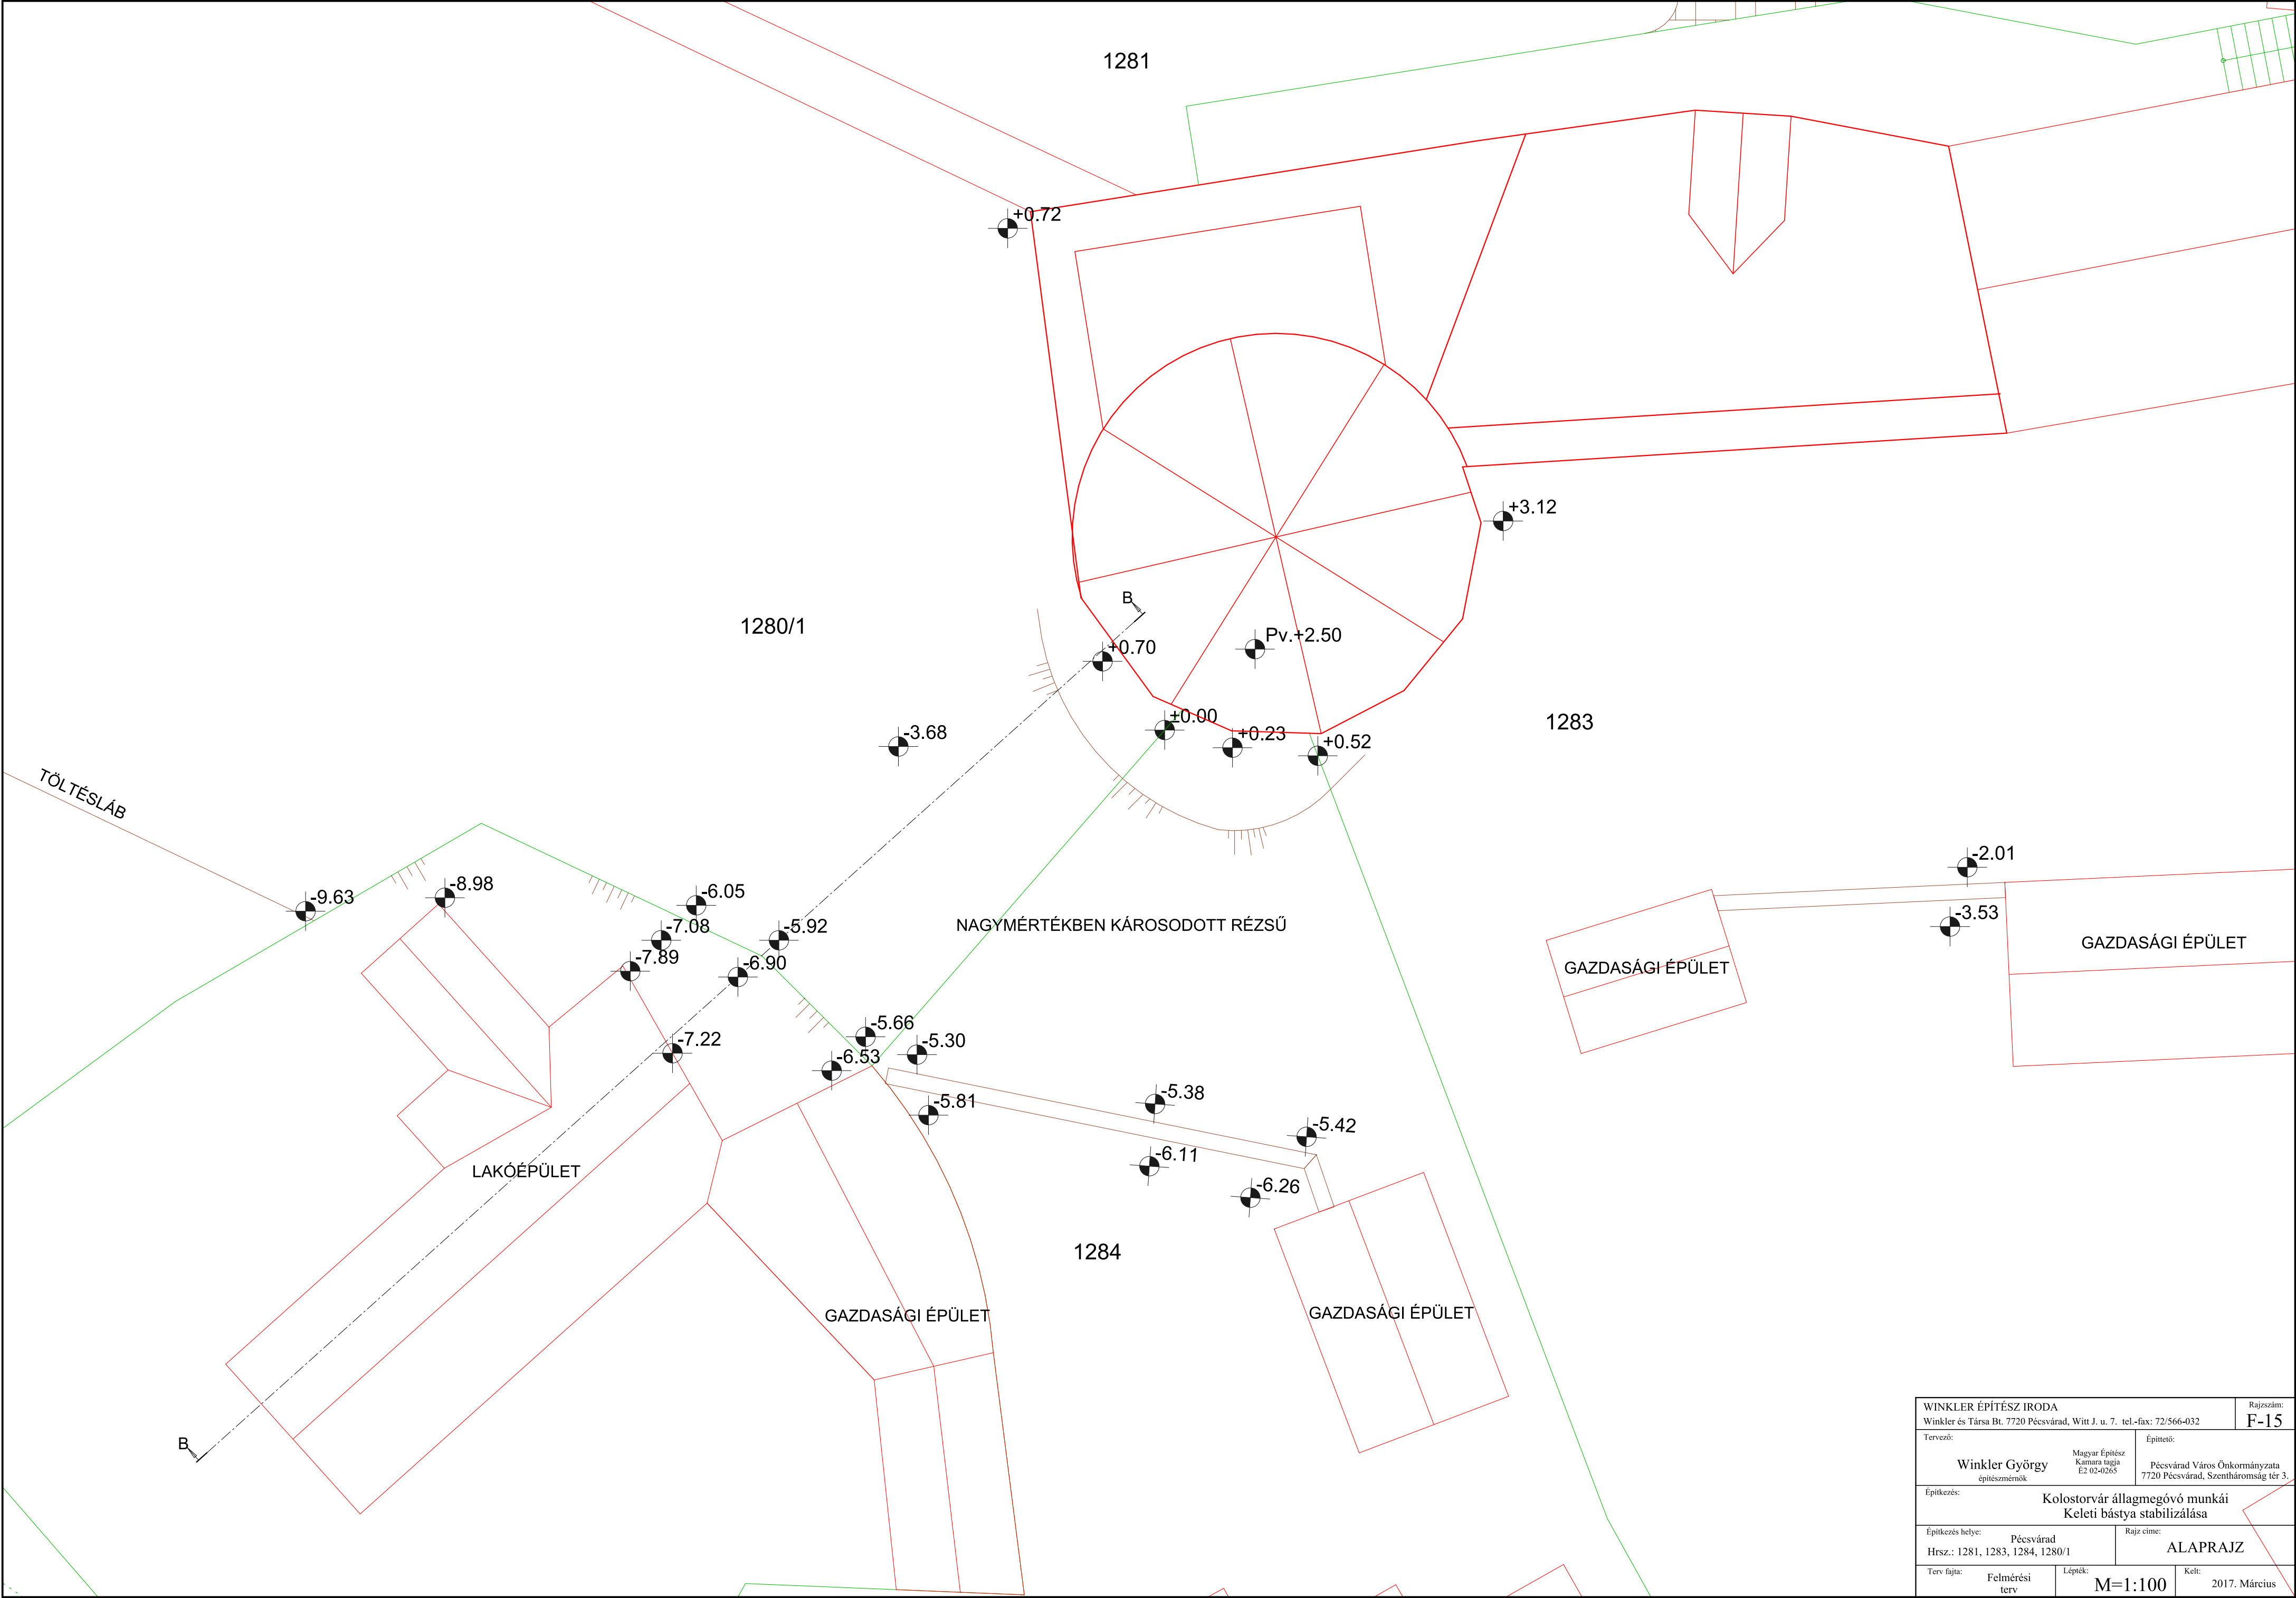 1281
+0.72
+3.12
1280/1
B
+0.70
Pv.+2.50
±0.00
+0.23
+0.52
1283
-3.68
TÖLTÉSLÁB
-9.63
-8.98
-6.05
-7.08
-5.92
-7.89
-6.90
NAGYMÉRTÉKBEN KÁROSODOTT RÉZSŰ
-2.01
-3.53
GAZDASÁGI ÉPÜLET
GAZDASÁGI ÉPÜLET
-7.22
-5.66
-5.30
-6.53
-5.81
-5.38
-5.42
-6.11
-6.26
LAKÓÉPÜLET
1284
GAZDASÁGI ÉPÜLET
GAZDASÁGI ÉPÜLET
B
WINKLER ÉPÍTÉSZ IRODA
Winkler és Társa Bt. 7720 Pécsvárad, Witt J. u. 7. tel.-fax: 72/566-032
Rajzszám:
F-15
Tervező:
Winkler György
építészmérnök
Magyar Építész
Kamara tagja
É2 02-0265
Építtető:
Pécsvárad Város Önkormányzata
7720 Pécsvárad, Szentháromság tér 3.
Építkezés:
Kolostorvár állagmegóvó munkái
Keleti bástya stabilizálása
Építkezés helye:
Pécsvárad
Hrsz.: 1281, 1283, 1284, 1280/1
Rajz címe:
ALAPRAJZ
Terv fajta:
Felmérési
terv
Lépték:
M=1:100
Kelt:
2017. Március